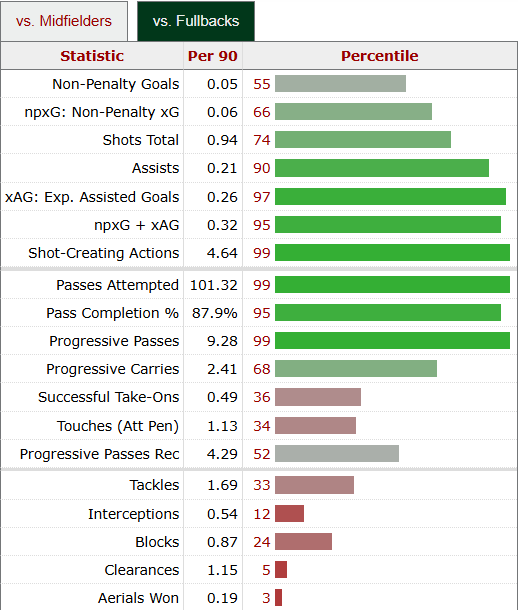 vs. Midfielders vs. Fullbacks
Statistic Per 90 Percentile
Non-Penalty Goals 0.05 55
npxG: Non-Penalty xG 0.06 66
Shots Total 0.94 74
Assists 0.21 90
xAG: Exp. Assisted Goals 0.26 97
npxG + xAG 0.32 95
Shot-Creating Actions 4.64 99
Passes Attempted 101.32 99
Pass Completion % 87.9% 95
Progressive Passes 9.28 99
Progressive Carries 2.41 68
Successful Take-Ons 0.49 36
Touches (Att Pen) 1.13 34
Progressive Passes Rec 4.29 52
Tackles 1.69 33
Interceptions 0.54 12
Blocks 0.87 24
Clearances 1.15 5
Aerials Won 0.19 3